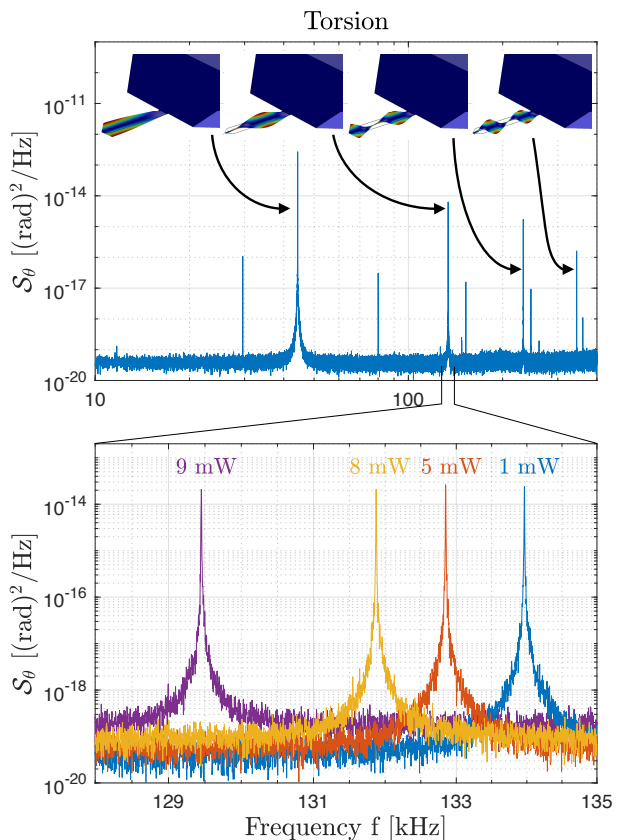 Torsion
S_θ [(rad)^2/Hz]
10^-11
10^-14
10^-17
10^-20
10
100
9 mW
8 mW
5 mW
1 mW
S_θ [(rad)^2/Hz]
10^-14
10^-16
10^-18
10^-20
129
131
133
135
Frequency f [kHz]